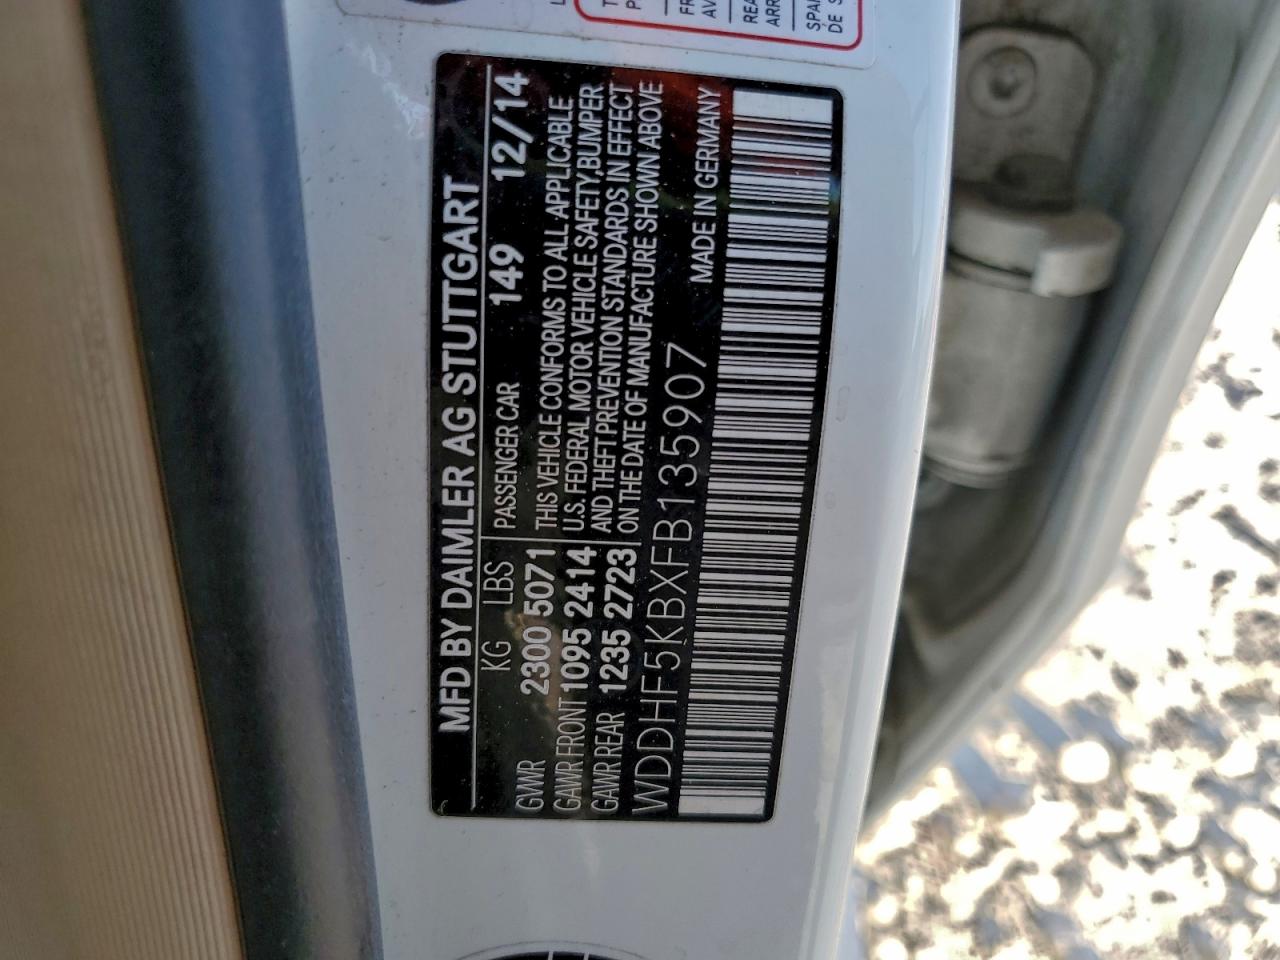 MFD BY DAIMLER AG STUTTGART
KG LBS PASSENGER CAR 149 12/14
GVWR 2300 5071
GAWR FRONT 1095 2414
GAWR REAR 1235 2723
THIS VEHICLE CONFORMS TO ALL APPLICABLE
U.S. FEDERAL MOTOR VEHICLE SAFETY,BUMPER
AND THEFT PREVENTION STANDARDS IN EFFECT
ON THE DATE OF MANUFACTURE SHOWN ABOVE
WDDHF5KBXFB135907 MADE IN GERMANY